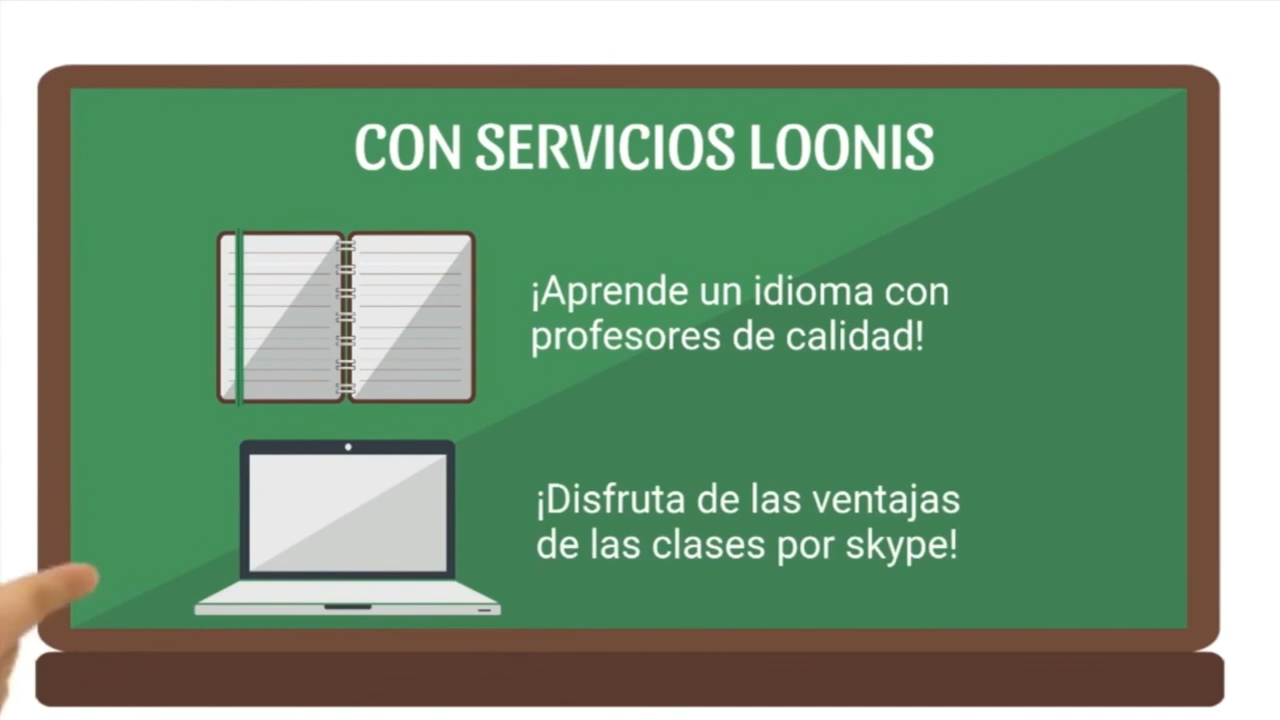 CON SERVICIOS LOONIS
¡Aprende un idioma con
profesores de calidad!
¡Disfruta de las ventajas
de las clases por skype!